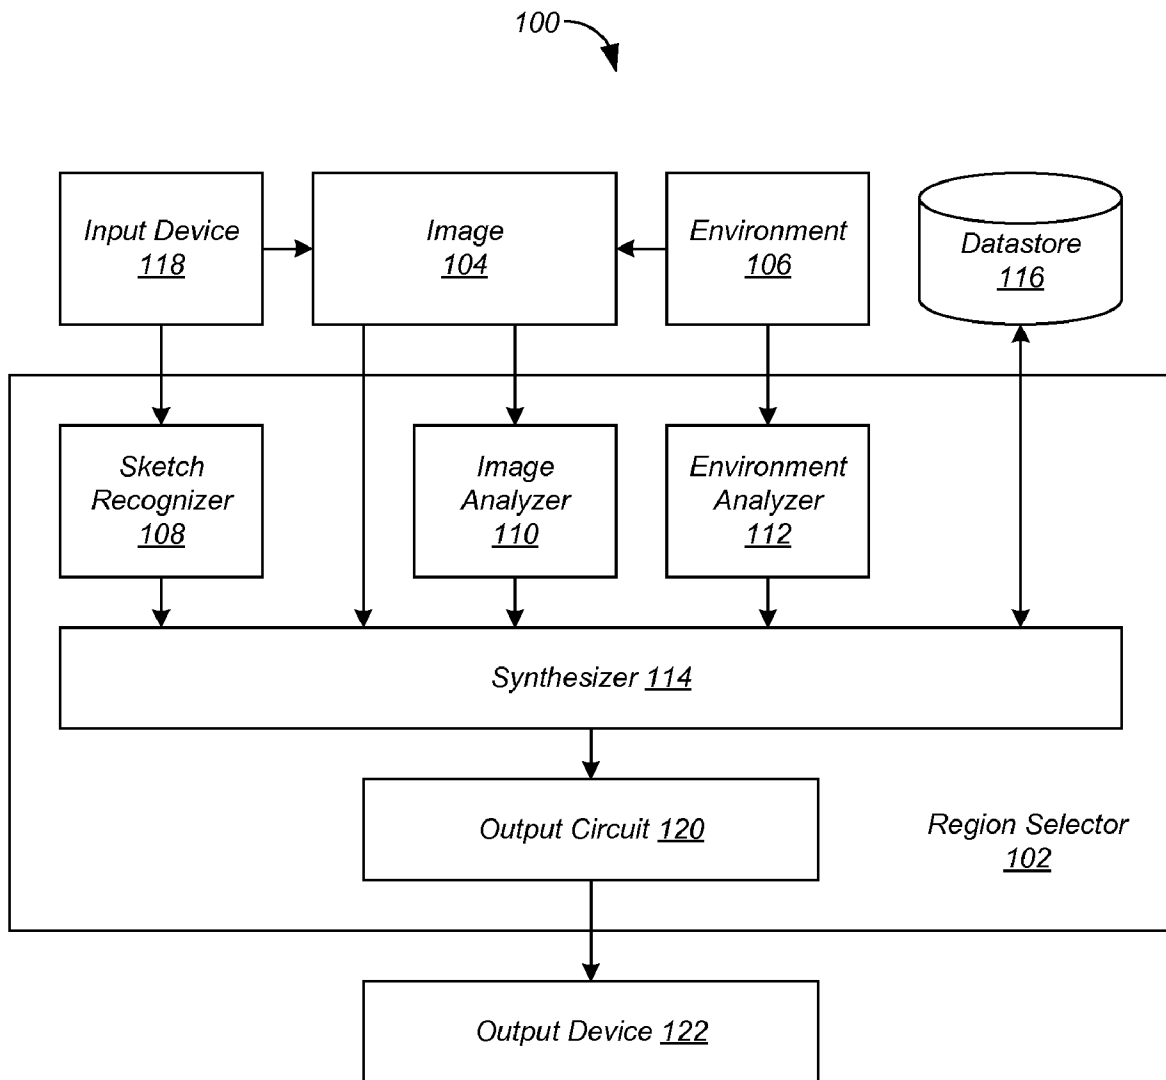 100
Input Device
118
Image
104
Environment
106
Datastore
116
Sketch
Recognizer
108
Image
Analyzer
110
Environment
Analyzer
112
Synthesizer 114
Output Circuit 120
Region Selector
102
Output Device 122